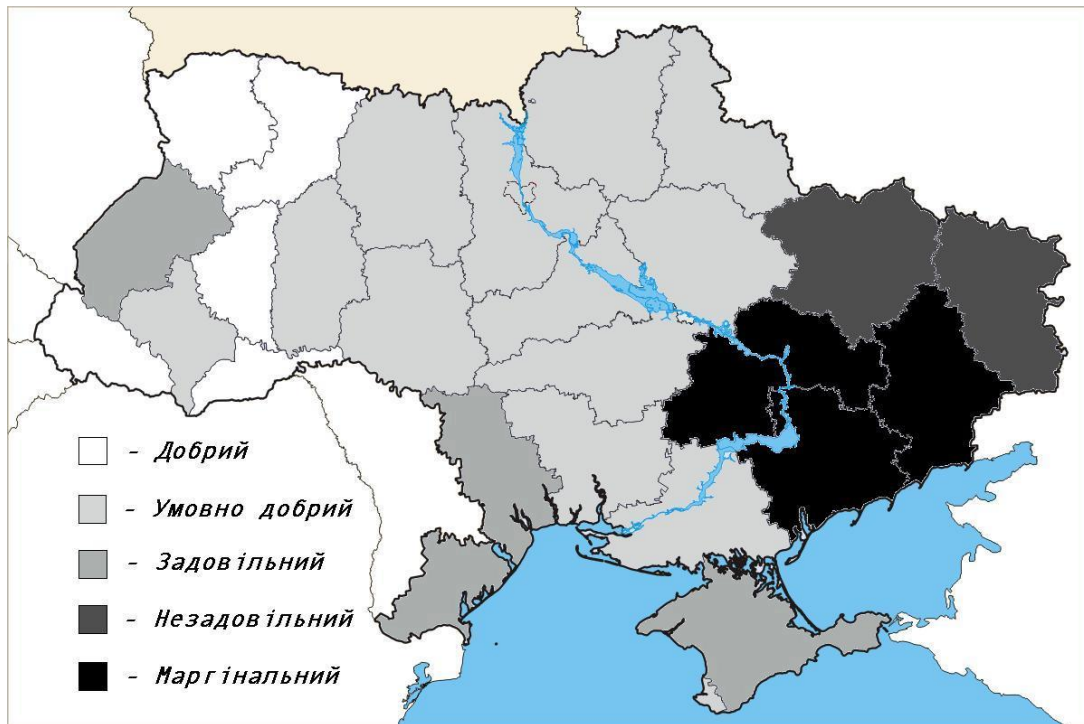 - Добрий
- Умовно добрий
- Задовільний
- Незадовільний
- Маргінальний